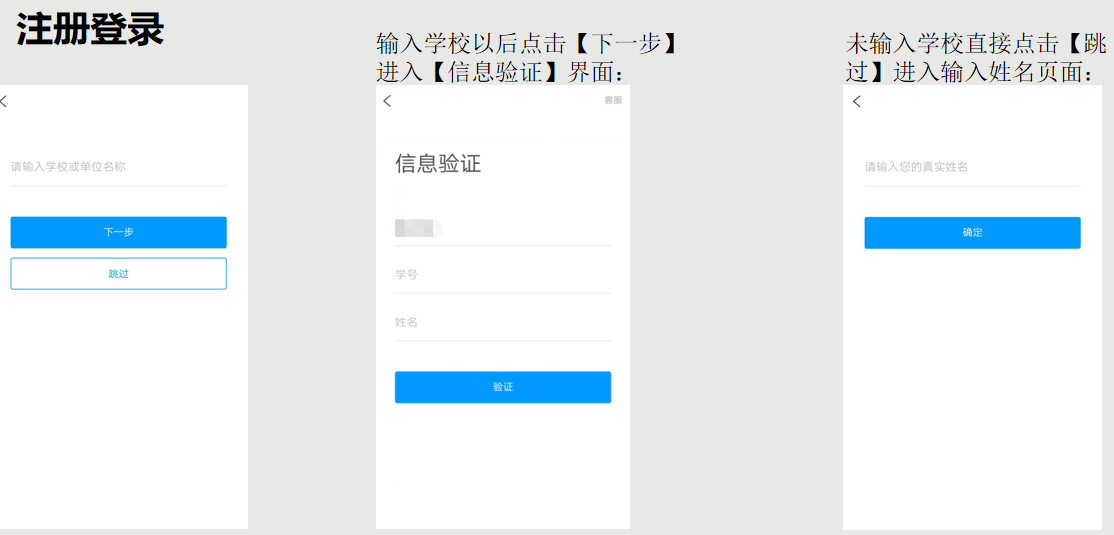 注册登录
请输入学校或单位名称
下一步
跳过
输入学校以后点击【下一步】
进入【信息验证】界面：
客服
信息验证
学号
姓名
验证
未输入学校直接点击【跳
过】进入输入姓名页面：
请输入您的真实姓名
确定